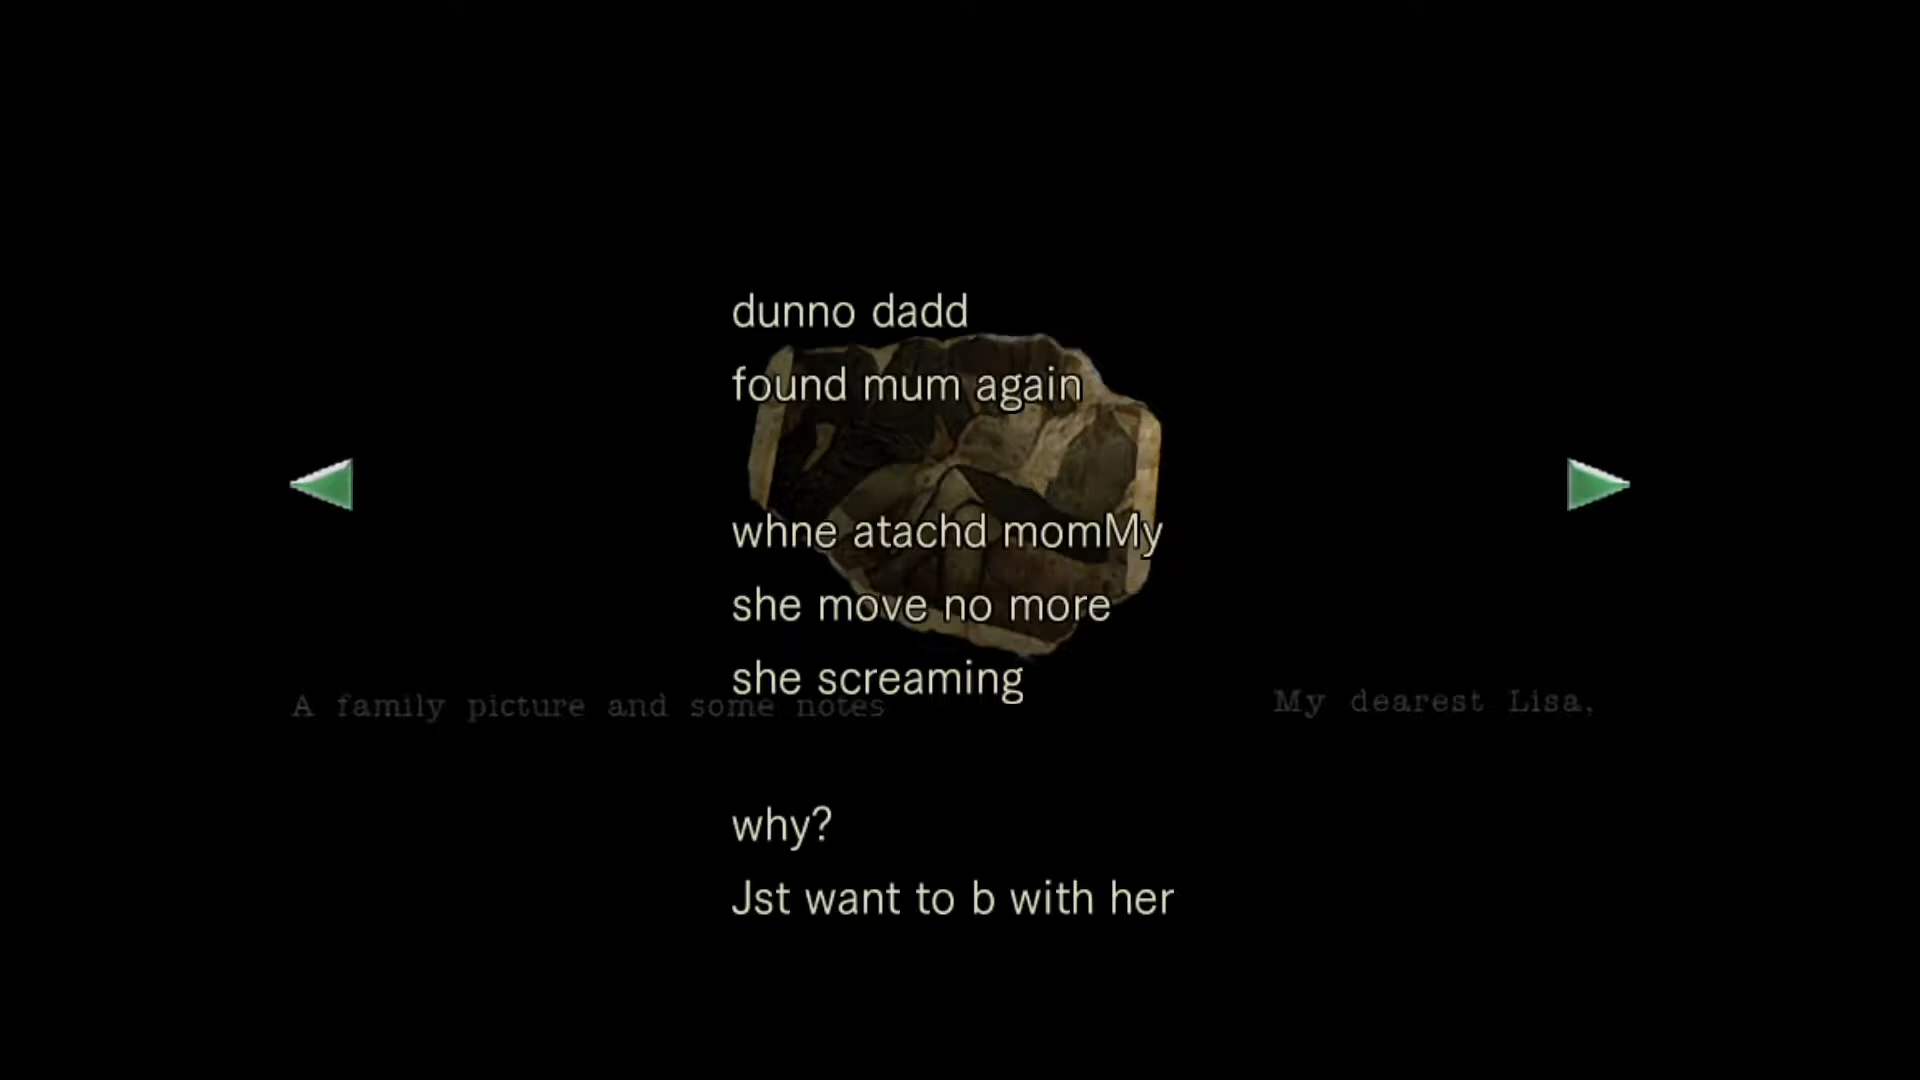 dunno dadd
found mum again
whne atachd momMy
she move no more
she screaming
A family picture and some notes
My dearest Lisa,
why?
Jst want to b with her